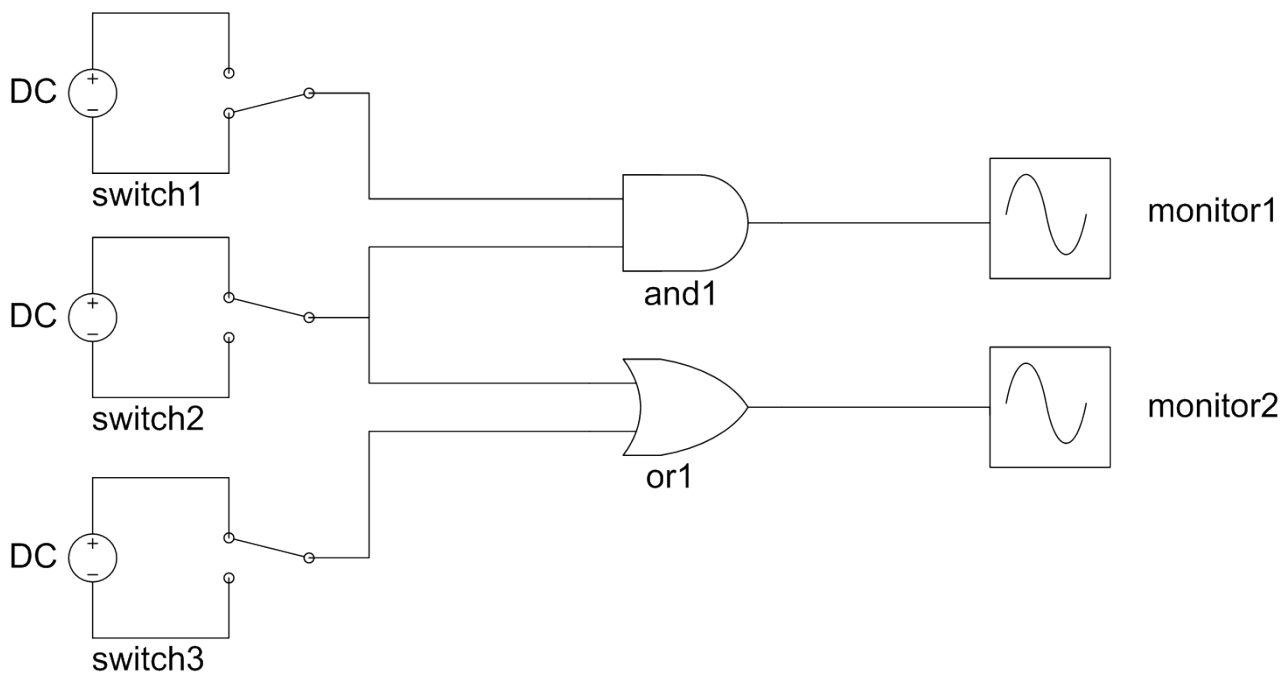 DC
switch1
monitor1
and1
DC
switch2
monitor2
or1
DC
switch3